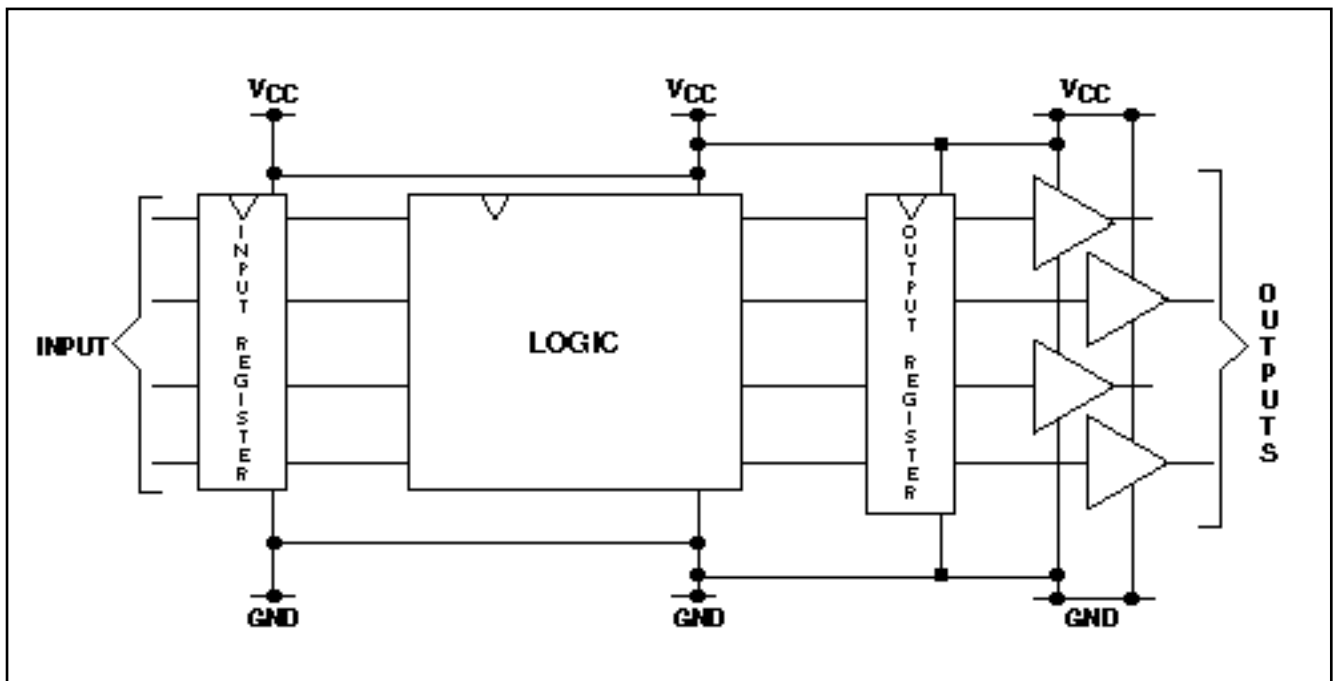 VCC VCC VCC
INPUT
INPUT REGISTER
LOGIC
OUTPUT REGISTER
OUTPUTS
GND GND GND